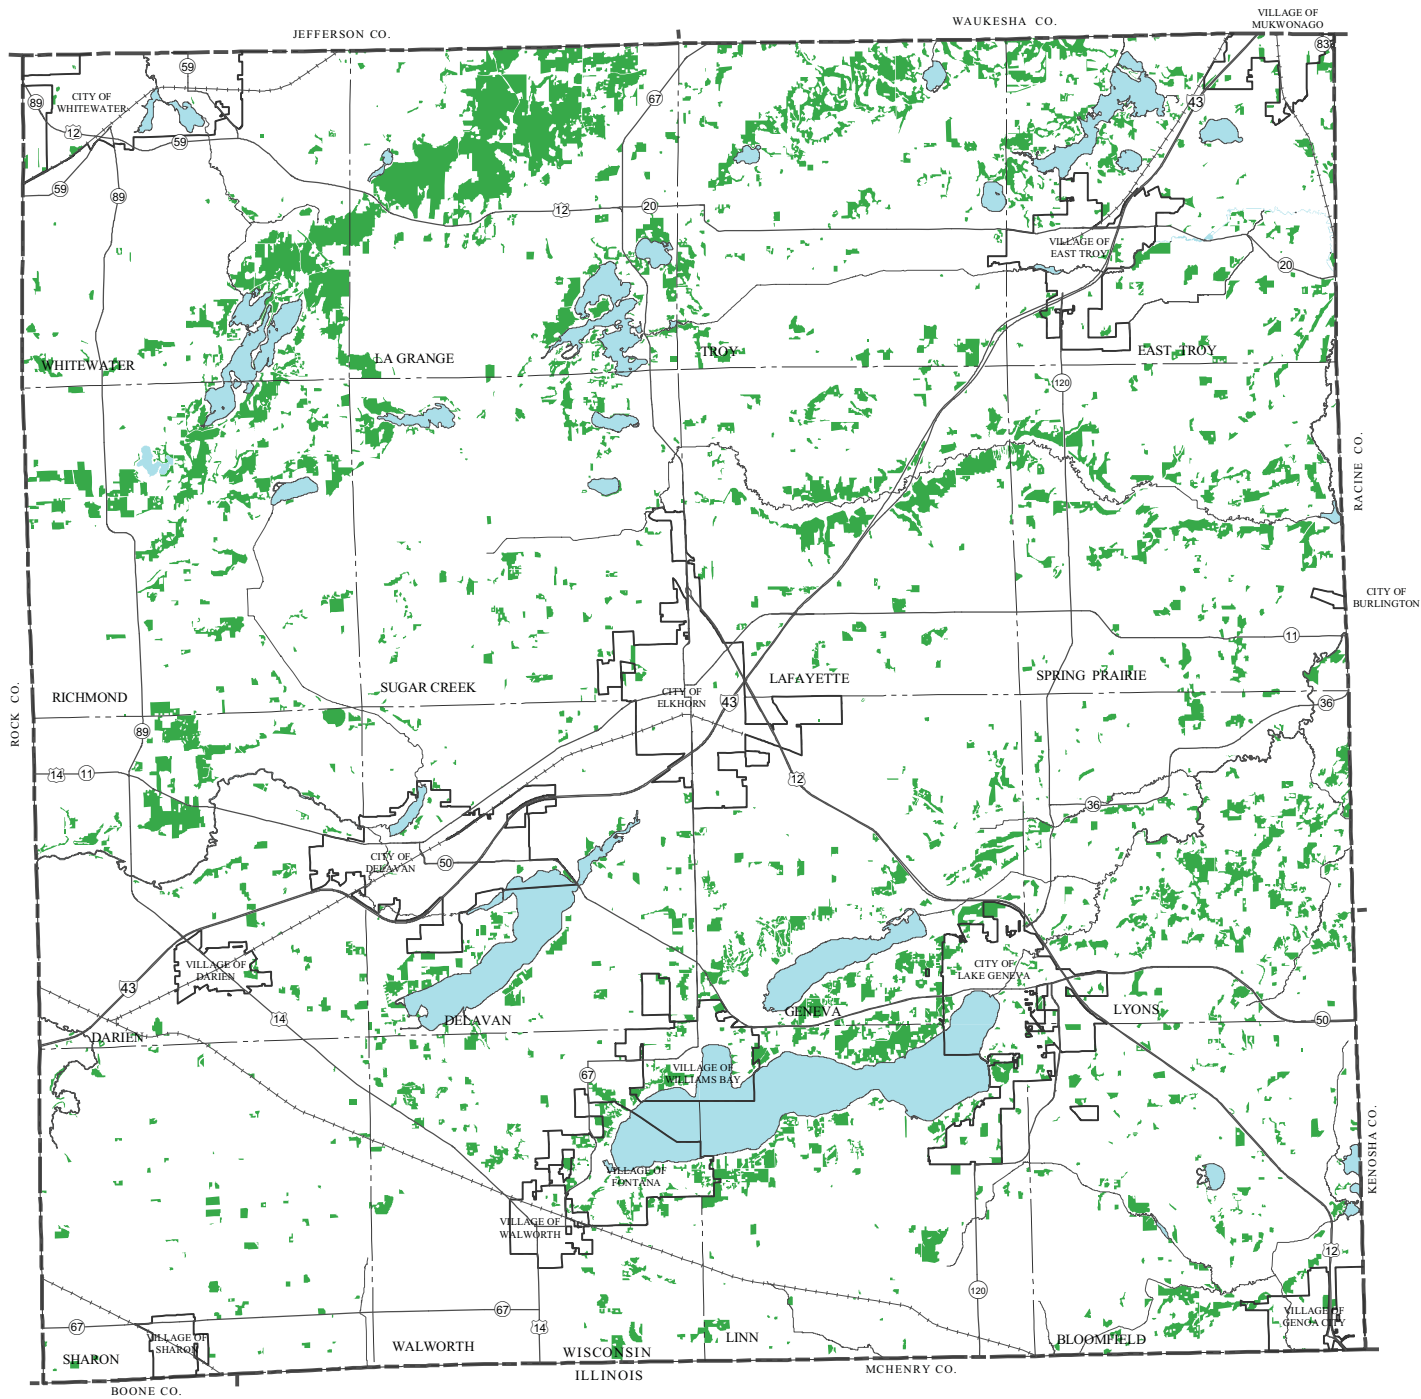 VILLAGE OF
MUKWONAGO
WAUKESHA CO.
JEFFERSON CO.
83
59
67
43
89
CITY OF
WHITEWATER
12
59
59
89
12
20
VILLAGE OF
EAST TROY
20
WHITEWATER
LA GRANGE
TROY
EAST TROY
120
RACINE CO.
CITY OF
BURLINGTON
11
ROCK CO.
RICHMOND
SUGAR CREEK
LAFAYETTE
SPRING PRAIRIE
CITY OF
ELKHORN
43
36
89
14
11
12
36
CITY OF
DELAVAN
50
VILLAGE OF
DARIEN
43
CITY OF
LAKE GENEVA
14
DELAVAN
GENEVA
LYONS
50
DARIEN
67
VILLAGE OF
WILLIAMS BAY
KENOSHA CO.
VILLAGE OF
FONTANA
VILLAGE OF
WALWORTH
12
120
67
67
14
VILLAGE OF
SHARON
VILLAGE OF
GENOA CITY
SHARON
WALWORTH
LINN
BLOOMFIELD
WISCONSIN
ILLINOIS
MCHENRY CO.
BOONE CO.